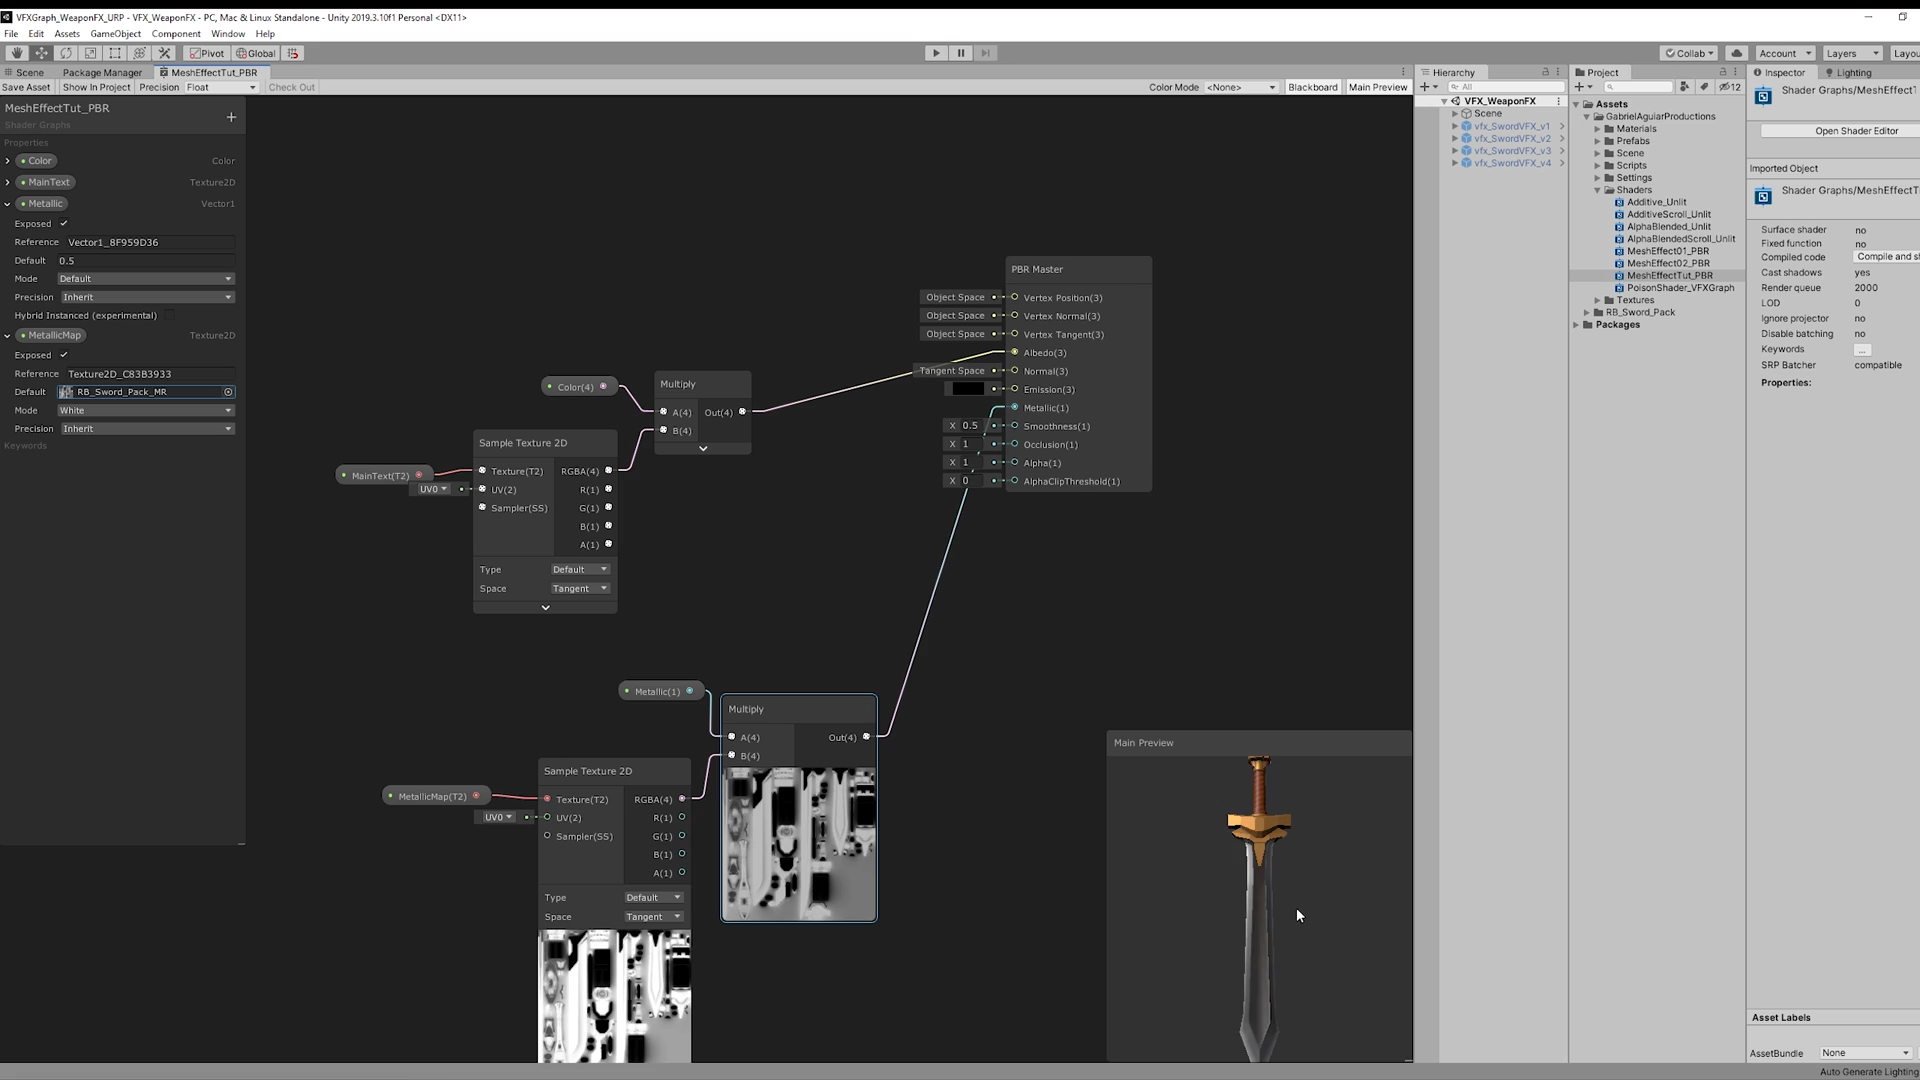 VFXGraph_WeaponFX_URP - VFX_WeaponFX - PC, Mac & Linux Standalone - Unity 2019.3.10f1 Personal <DX11>
File Edit Assets GameObject Component Window Help
Pivot Global Collab Account Layers Layou
Scene Package Manager MeshEffectTut_PBR
Save Asset Show In Project Precision Float Check Out Color Mode <None> Blackboard Main Preview
MeshEffectTut_PBR
Shader Graphs
Properties
Color Color
MainText Texture2D
Metallic Vector1
Exposed
Reference Vector1_8F959D36
Default 0.5
Mode Default
Precision Inherit
Hybrid Instanced (experimental)
MetallicMap Texture2D
Exposed
Reference Texture2D_C83B3933
Default RB_Sword_Pack_MR
Mode White
Precision Inherit
Keywords
Color(4)
Multiply
A(4) Out(4)
B(4)
MainText(T2)
UV0
Sample Texture 2D
Texture(T2) RGBA(4)
UV(2) R(1)
Sampler(SS) G(1)
B(1)
A(1)
Type Default
Space Tangent
PBR Master
Object Space Vertex Position(3)
Object Space Vertex Normal(3)
Object Space Vertex Tangent(3)
Albedo(3)
Tangent Space Normal(3)
Emission(3)
Metallic(1)
X 0.5 Smoothness(1)
X 1 Occlusion(1)
X 1 Alpha(1)
X 0 AlphaClipThreshold(1)
Metallic(1)
Multiply
A(4) Out(4)
B(4)
MetallicMap(T2)
UV0
Sample Texture 2D
Texture(T2) RGBA(4)
UV(2) R(1)
Sampler(SS) G(1)
B(1)
A(1)
Type Default
Space Tangent
Main Preview
Hierarchy
All
VFX_WeaponFX
Scene
vfx_SwordVFX_v1
vfx_SwordVFX_v2
vfx_SwordVFX_v3
vfx_SwordVFX_v4
Project
12
Assets
GabrielAguiarProductions
Materials
Prefabs
Scene
Scripts
Settings
Shaders
Additive_Unlit
AdditiveScroll_Unlit
AlphaBlended_Unlit
AlphaBlendedScroll_Unlit
MeshEffect01_PBR
MeshEffect02_PBR
MeshEffectTut_PBR
PoisonShader_VFXGraph
Textures
RB_Sword_Pack
Packages
Inspector Lighting
Shader Graphs/MeshEffectT
Open Shader Editor
Imported Object
Shader Graphs/MeshEffectT
Surface shader no
Fixed function no
Compiled code Compile and sh
Cast shadows yes
Render queue 2000
LOD 0
Ignore projector no
Disable batching no
Keywords ...
SRP Batcher compatible
Properties:
Asset Labels
AssetBundle None
Auto Generate Lighting